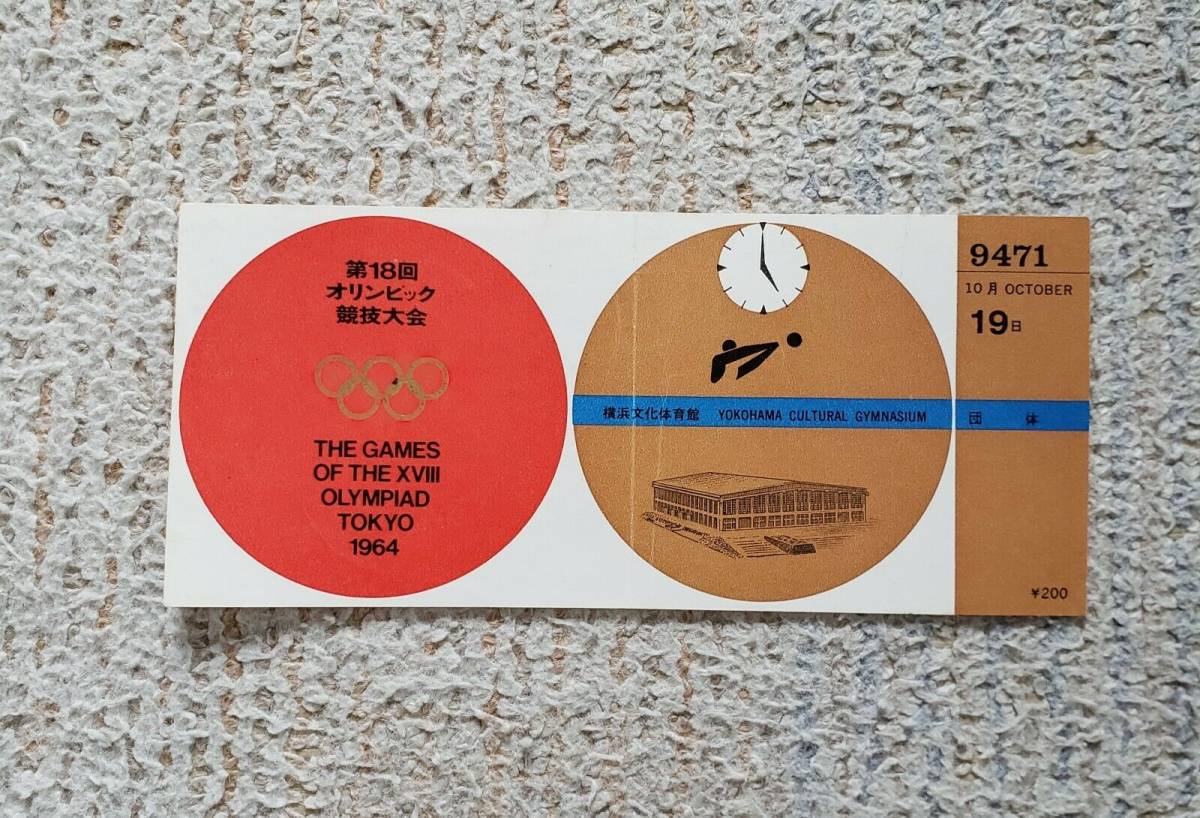 第18回
オリンピック
競技大会
THE GAMES
OF THE XVIII
OLYMPIAD
TOKYO
1964
横浜文化体育館 YOKOHAMA CULTURAL GYMNASIUM
9471
10月 OCTOBER
19日
団体
¥200